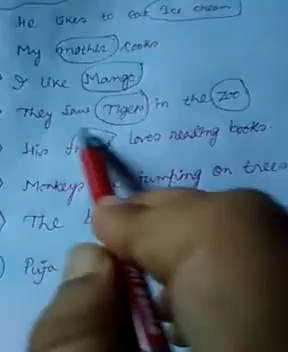 He likes to eat Ice cream
My mother cooks
I like Mango
They saw Tigers in the Zoo
His loves reading books.
Monkeys jumping on trees
The
Puja